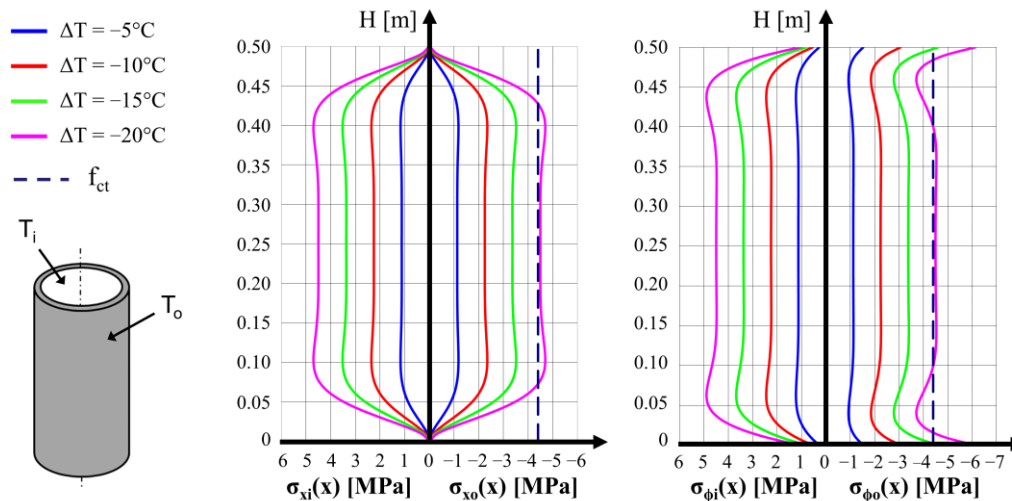 ΔT = −5°C
ΔT = −10°C
ΔT = −15°C
ΔT = −20°C
f_ct
T_i
T_o
H [m]
0.50
0.45
0.40
0.35
0.30
0.20
0.15
0.10
0.05
0
6 5 4 3 2 1 0 −1 −2 −3 −4 −5 −6
σ_xi(x) [MPa] σ_xo(x) [MPa]
H [m]
0.50
0.45
0.40
0.35
0.30
0.20
0.15
0.10
0.05
0
6 5 4 3 2 1 0 −1 −2 −3 −4 −5 −6 −7
σ_ϕi(x) [MPa] σ_ϕo(x) [MPa]